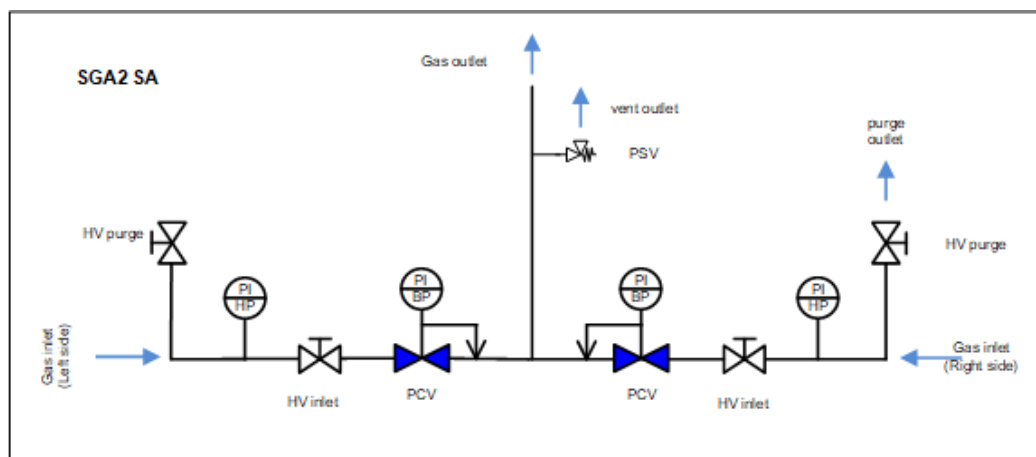 Gas outlet
SGA2 SA
vent outlet
purge
outlet
PSV
HV purge
HV purge
PI
HP
PI
BP
PI
BP
PI
HP
Gas inlet
(Left side)
Gas inlet
(Right side)
HV inlet
PCV
PCV
HV inlet